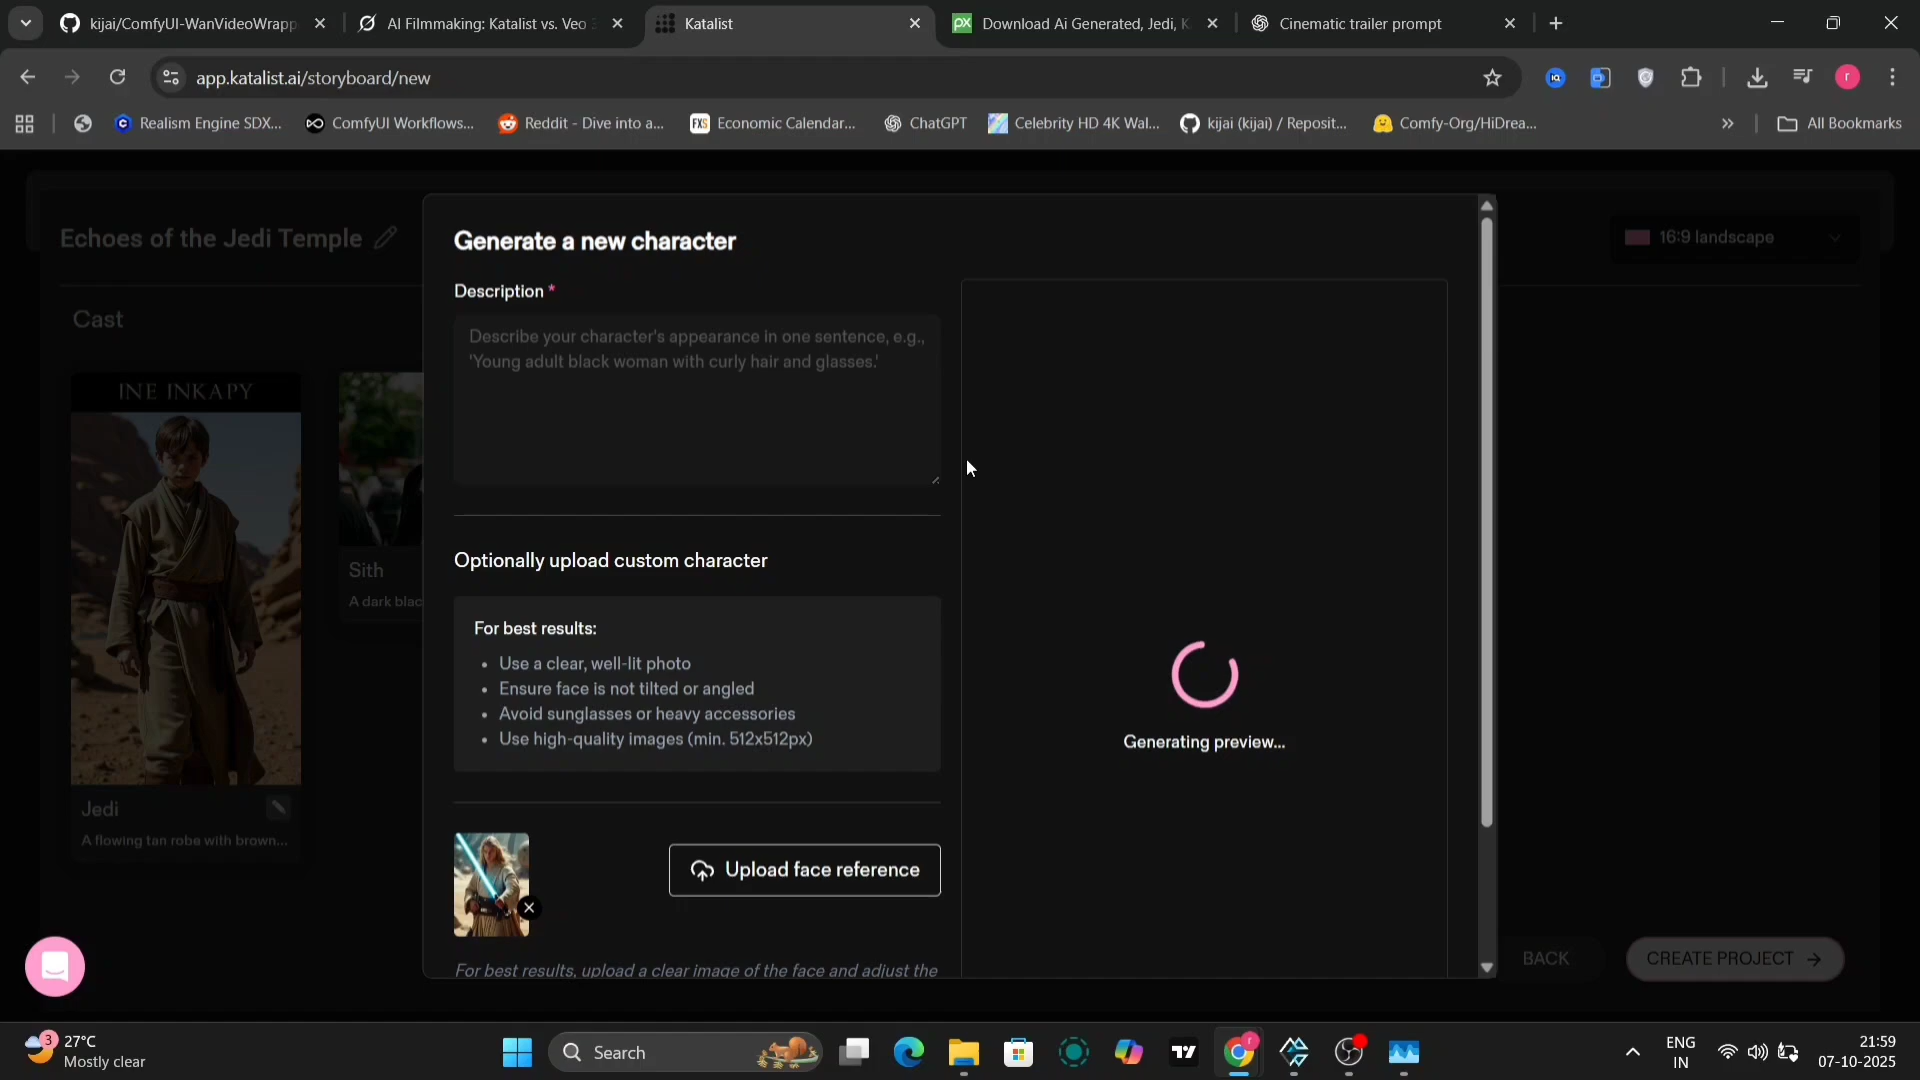 kijai/ComfyUI-WanVideoWrapp
AI Filmmaking: Katalist vs. Veo 3
Katalist
Download Ai Generated, Jedi, K
Cinematic trailer prompt
app.katalist.ai/storyboard/new
r
Realism Engine SDX...
ComfyUI Workflows...
Reddit - Dive into a...
FXS
Economic Calendar...
ChatGPT
Celebrity HD 4K Wal...
kijai (kijai) / Reposit...
Comfy-Org/HiDrea...
All Bookmarks
Echoes of the Jedi Temple
16:9 landscape
Cast
INE INKAPY
Jedi
A flowing tan robe with brown...
Sith
A dark blac
Generate a new character
Description *
Describe your character's appearance in one sentence, e.g.,
'Young adult black woman with curly hair and glasses.'
Optionally upload custom character
For best results:
• Use a clear, well-lit photo
• Ensure face is not tilted or angled
• Avoid sunglasses or heavy accessories
• Use high-quality images (min. 512x512px)
Upload face reference
For best results, upload a clear image of the face and adjust the
Generating preview...
BACK
CREATE PROJECT
3
27°C
Mostly clear
Search
r
ENG
IN
21:59
07-10-2025